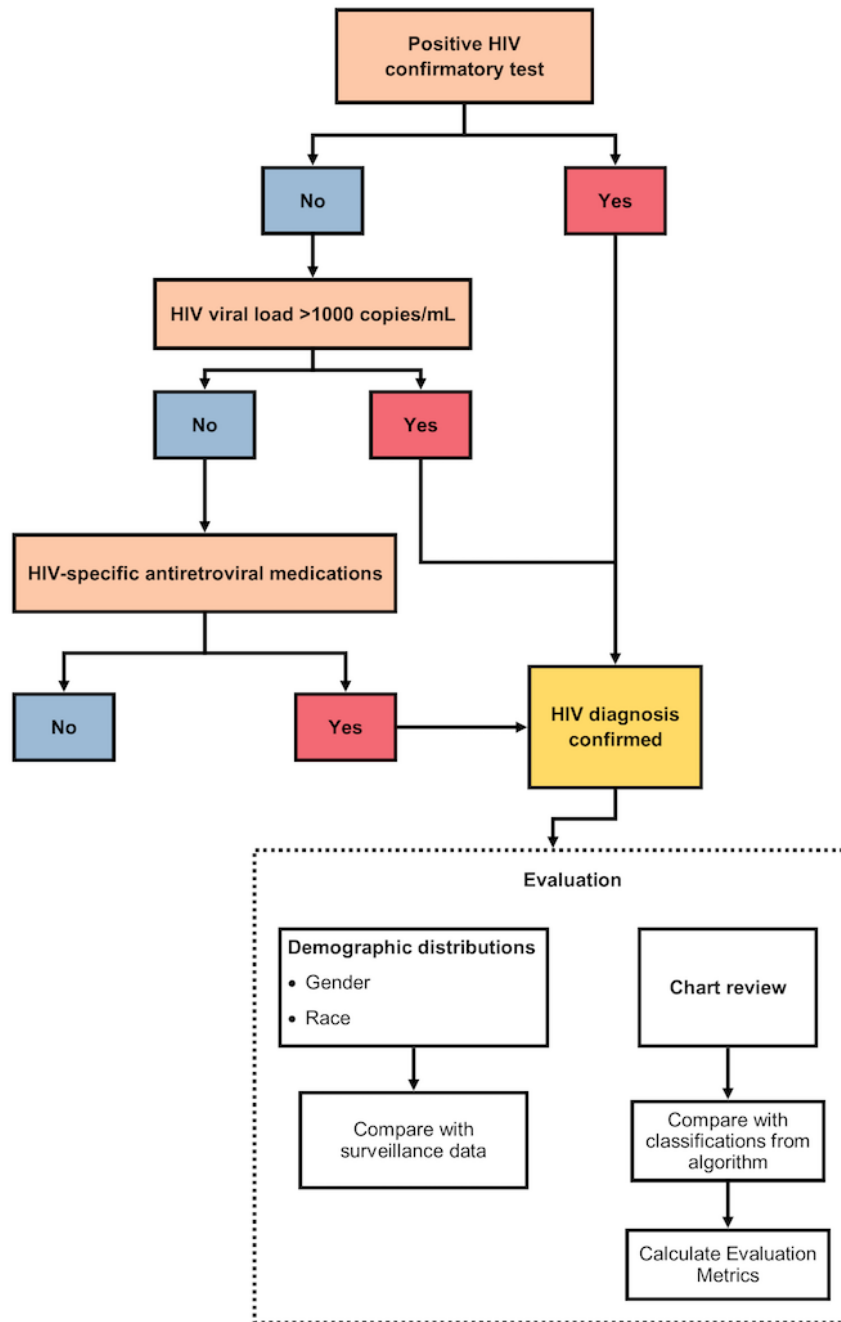 Positive HIV
confirmatory test
No
Yes
HIV viral load >1000 copies/mL
No
Yes
HIV-specific antiretroviral medications
No
Yes
HIV diagnosis
confirmed
Evaluation
Demographic distributions
• Gender
• Race
Chart review
Compare with
surveillance data
Compare with
classifications from
algorithm
Calculate Evaluation
Metrics